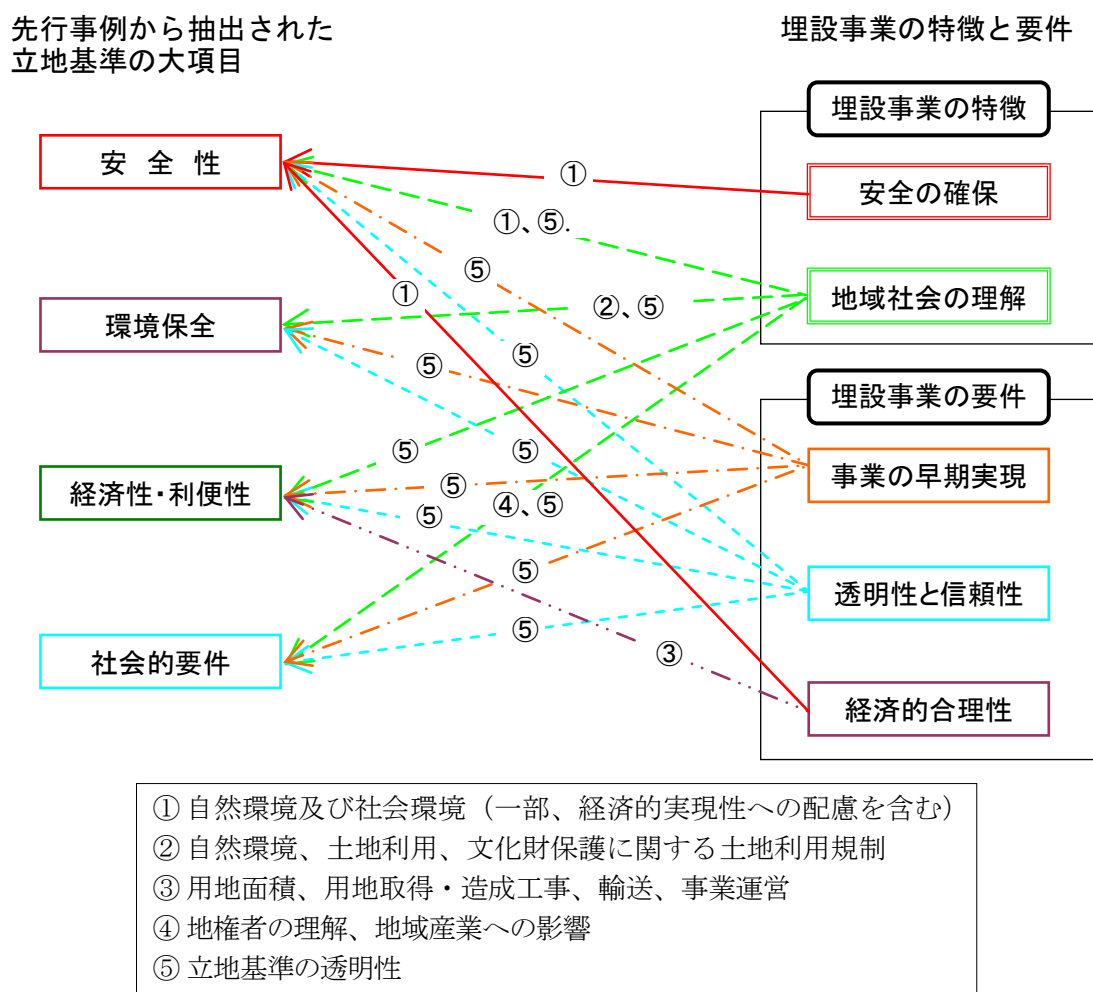 先行事例から抽出された
立地基準の大項目
埋設事業の特徴と要件
埋設事業の特徴
安 全 性
①
安全の確保
①、⑤.
⑤
①
地域社会の理解
環境保全
②、⑤
⑤
⑤
埋設事業の要件
⑤
⑤
事業の早期実現
経済性・利便性
⑤
④、⑤
⑤
⑤
透明性と信頼性
⑤
社会的要件
③
経済的合理性
① 自然環境及び社会環境（一部、経済的実現性への配慮を含む）
② 自然環境、土地利用、文化財保護に関する土地利用規制
③ 用地面積、用地取得・造成工事、輸送、事業運営
④ 地権者の理解、地域産業への影響
⑤ 立地基準の透明性